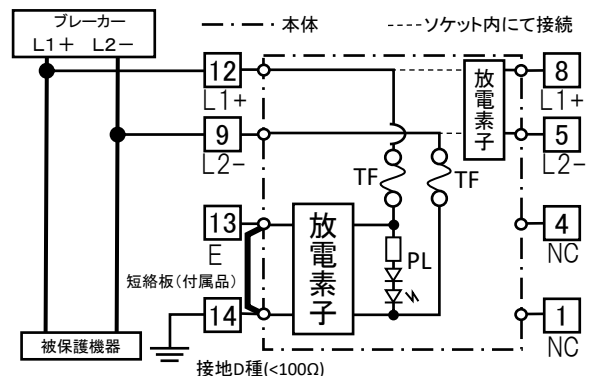 ブレーカー
L1+ L2-
本体
ソケット内にて接続
12
L1+
9
L2-
13
E
短絡板(付属品)
14
被保護機器
接地D種(<100Ω)
TF
TF
放電素子
PL
放電素子
8
L1+
5
L2-
4
NC
1
NC